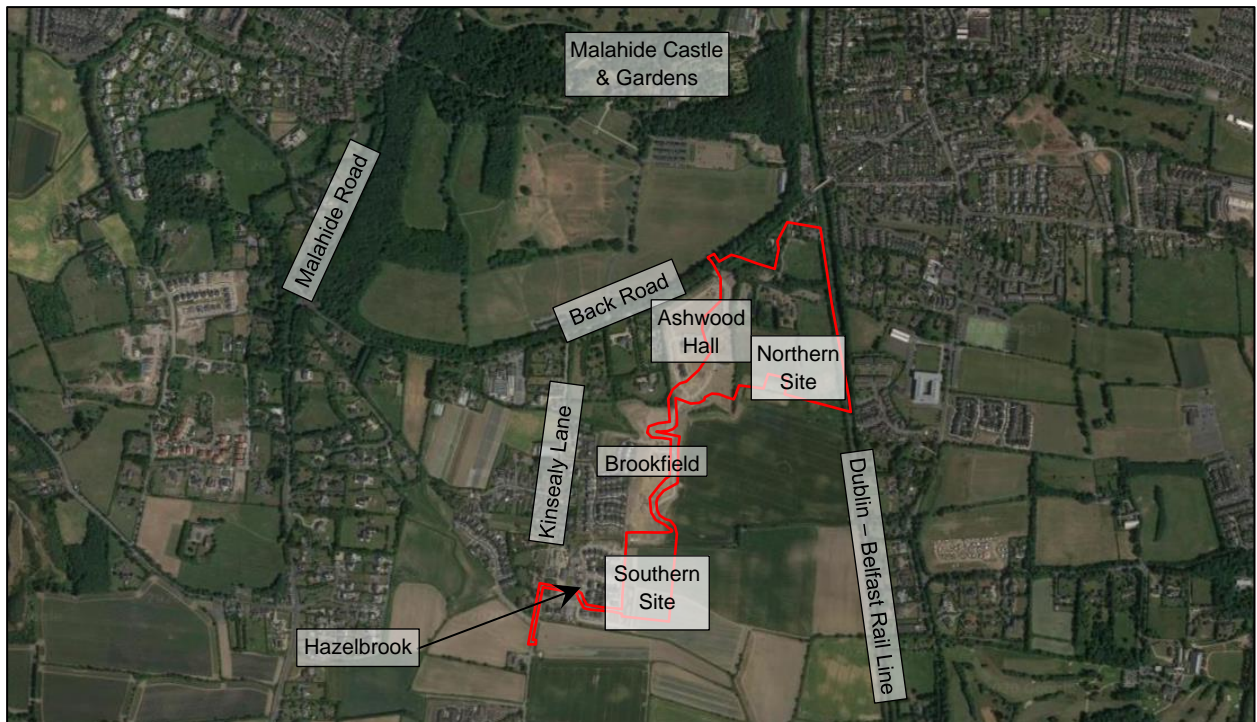 Malahide Castle
& Gardens
Malahide Road
Back Road
Ashwood
Hall
Northern
Site
Kinsealy Lane
Brookfield
Dublin – Belfast Rail Line
Southern
Site
Hazelbrook